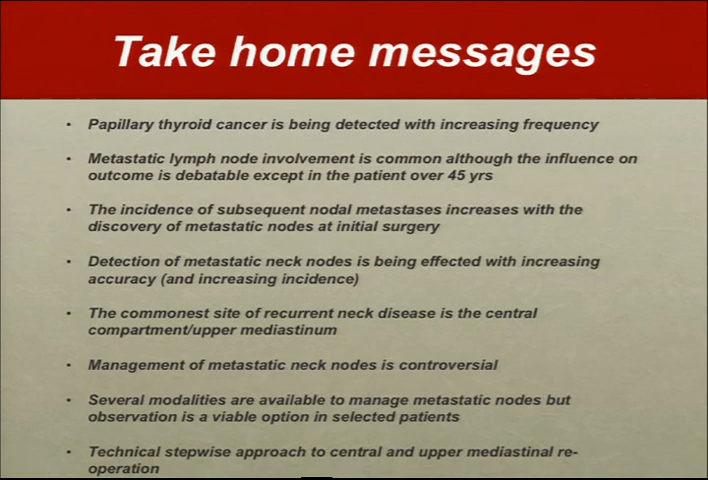 Take home messages
• Papillary thyroid cancer is being detected with increasing frequency
• Metastatic lymph node involvement is common although the influence on
outcome is debatable except in the patient over 45 yrs
• The incidence of subsequent nodal metastases increases with the
discovery of metastatic nodes at initial surgery
• Detection of metastatic neck nodes is being effected with increasing
accuracy (and increasing incidence)
• The commonest site of recurrent neck disease is the central
compartment/upper mediastinum
• Management of metastatic neck nodes is controversial
• Several modalities are available to manage metastatic nodes but
observation is a viable option in selected patients
• Technical stepwise approach to central and upper mediastinal re-
operation